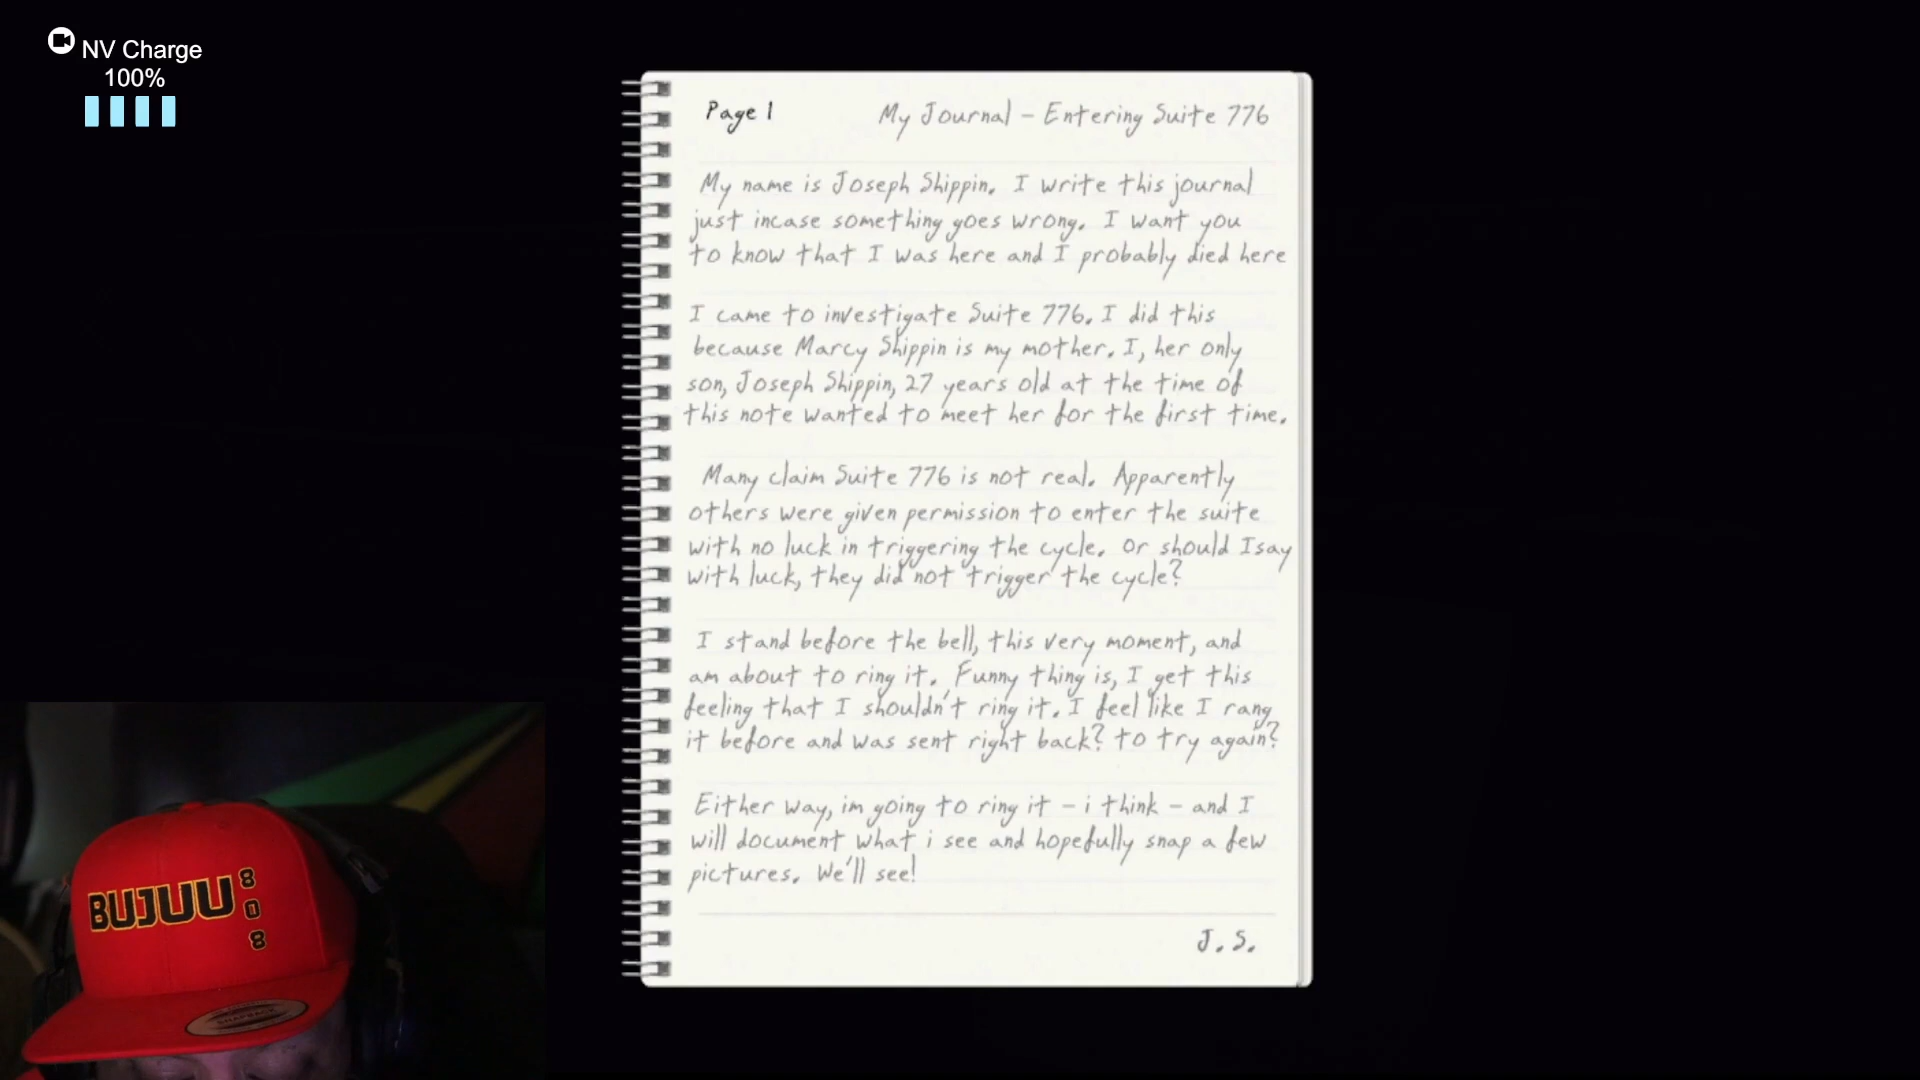 NV Charge
100%
Page 1
My Journal - Entering Suite 776
My name is Joseph Shippin. I write this journal
just incase something goes wrong. I want you
to know that I was here and I probably died here
I came to investigate Suite 776. I did this
because Marcy Shippin is my mother. I, her only
son, Joseph Shippin, 27 years old at the time of
this note wanted to meet her for the first time.
Many claim Suite 776 is not real. Apparently
others were given permission to enter the suite
with no luck in triggering the cycle. Or should Isay
with luck, they did not trigger the cycle?
I stand before the bell, this very moment, and
am about to ring it. Funny thing is, I get this
feeling that I shouldn't ring it. I feel like I rang
it before and was sent right back? to try again?
Either way, im going to ring it - i think - and I
will document what i see and hopefully snap a few
pictures. We'll see!
J. S.
BUJUU
8
0
8
SNAPBACK